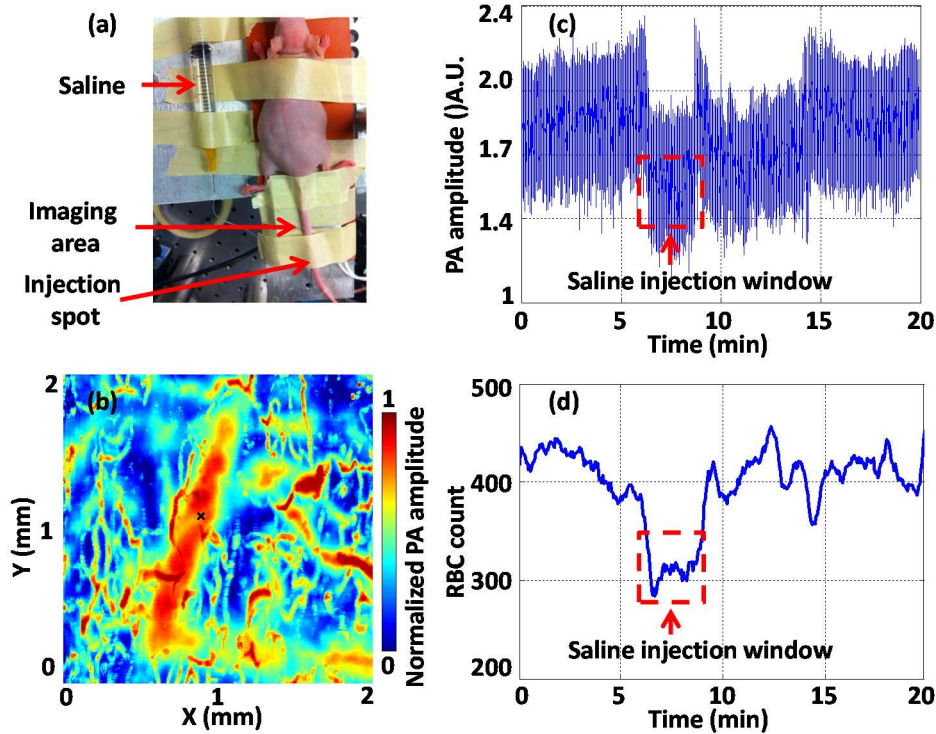 (a)
Saline
Imaging
area
Injection
spot
(b)
2
1
0
Y (mm)
0
1
2
X (mm)
1
0
Normalized PA amplitude
(c)
2.4
2.0
1.7
1.4
1
PA amplitude ()A.U.)
Saline injection window
0
5
10
15
20
Time (min)
(d)
500
400
300
200
RBC count
Saline injection window
0
5
10
15
20
Time (min)